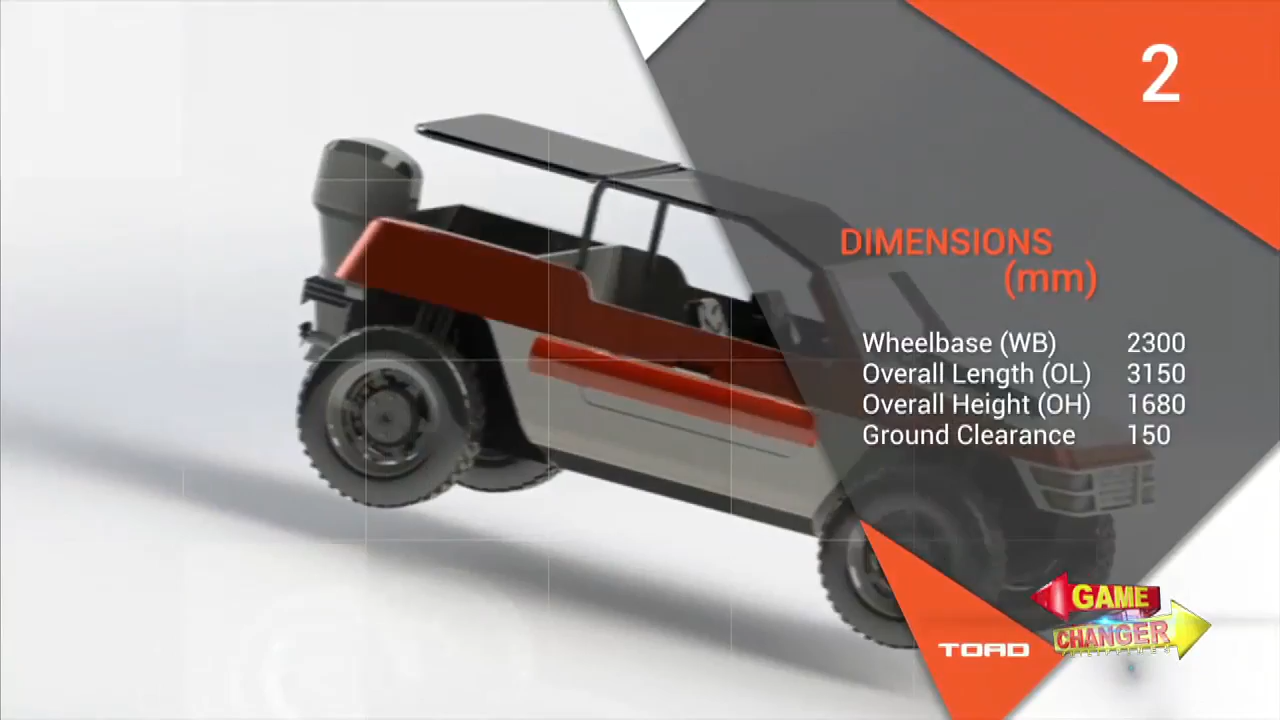 2
DIMENSIONS
(mm)
Wheelbase (WB) 2300
Overall Length (OL) 3150
Overall Height (OH) 1680
Ground Clearance 150
GAME
CHANGER
TOAD